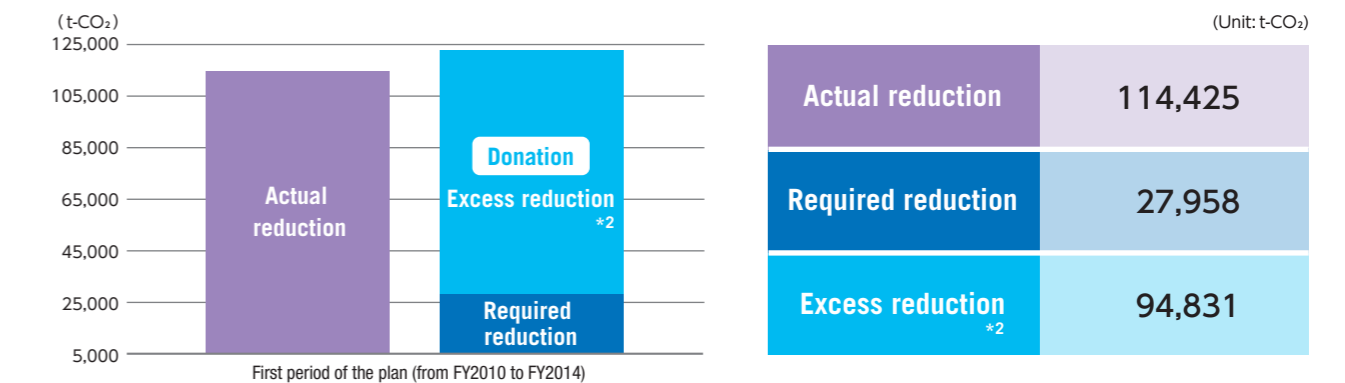 (t-CO₂)
125,000
105,000
85,000
65,000
45,000
25,000
5,000
Actual
reduction
Donation
Excess reduction
*2
Required
reduction
First period of the plan (from FY2010 to FY2014)
(Unit: t-CO₂)
Actual reduction 114,425
Required reduction 27,958
Excess reduction 94,831
*2